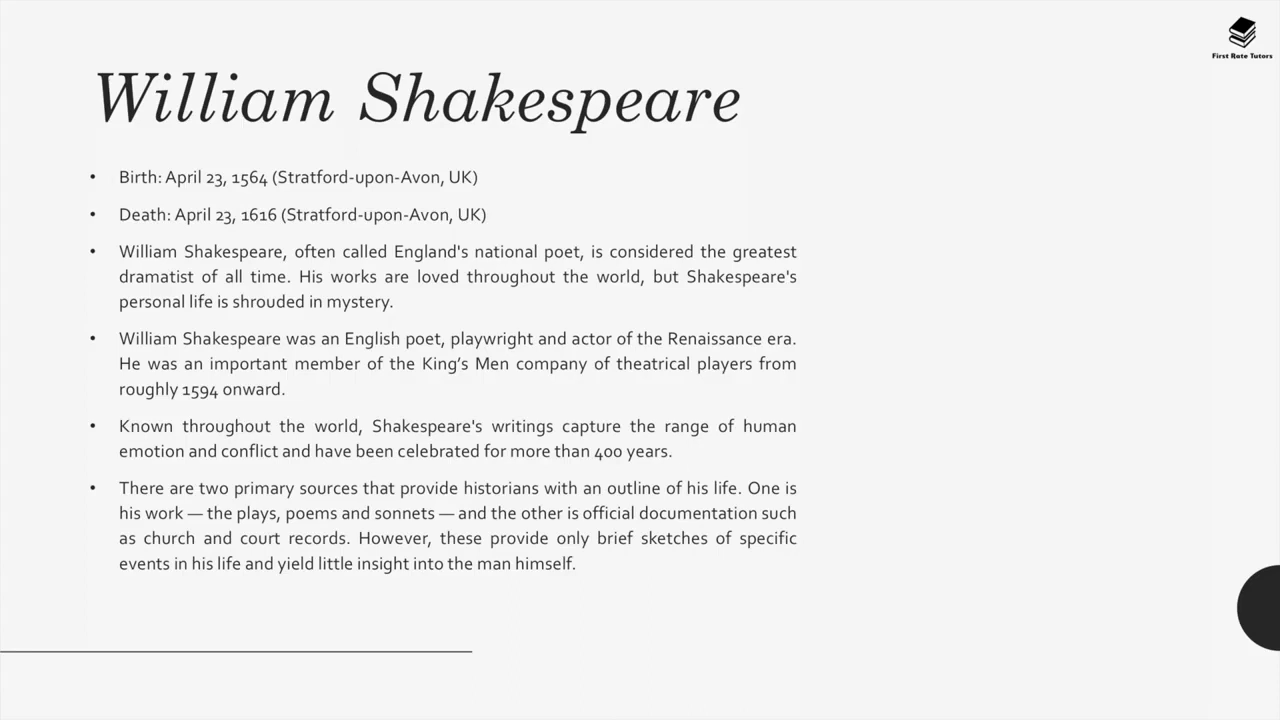 First Rate Tutors
William Shakespeare
• Birth: April 23, 1564 (Stratford-upon-Avon, UK)
• Death: April 23, 1616 (Stratford-upon-Avon, UK)
• William Shakespeare, often called England's national poet, is considered the greatest
dramatist of all time. His works are loved throughout the world, but Shakespeare's
personal life is shrouded in mystery.
• William Shakespeare was an English poet, playwright and actor of the Renaissance era.
He was an important member of the King’s Men company of theatrical players from
roughly 1594 onward.
• Known throughout the world, Shakespeare's writings capture the range of human
emotion and conflict and have been celebrated for more than 400 years.
• There are two primary sources that provide historians with an outline of his life. One is
his work — the plays, poems and sonnets — and the other is official documentation such
as church and court records. However, these provide only brief sketches of specific
events in his life and yield little insight into the man himself.